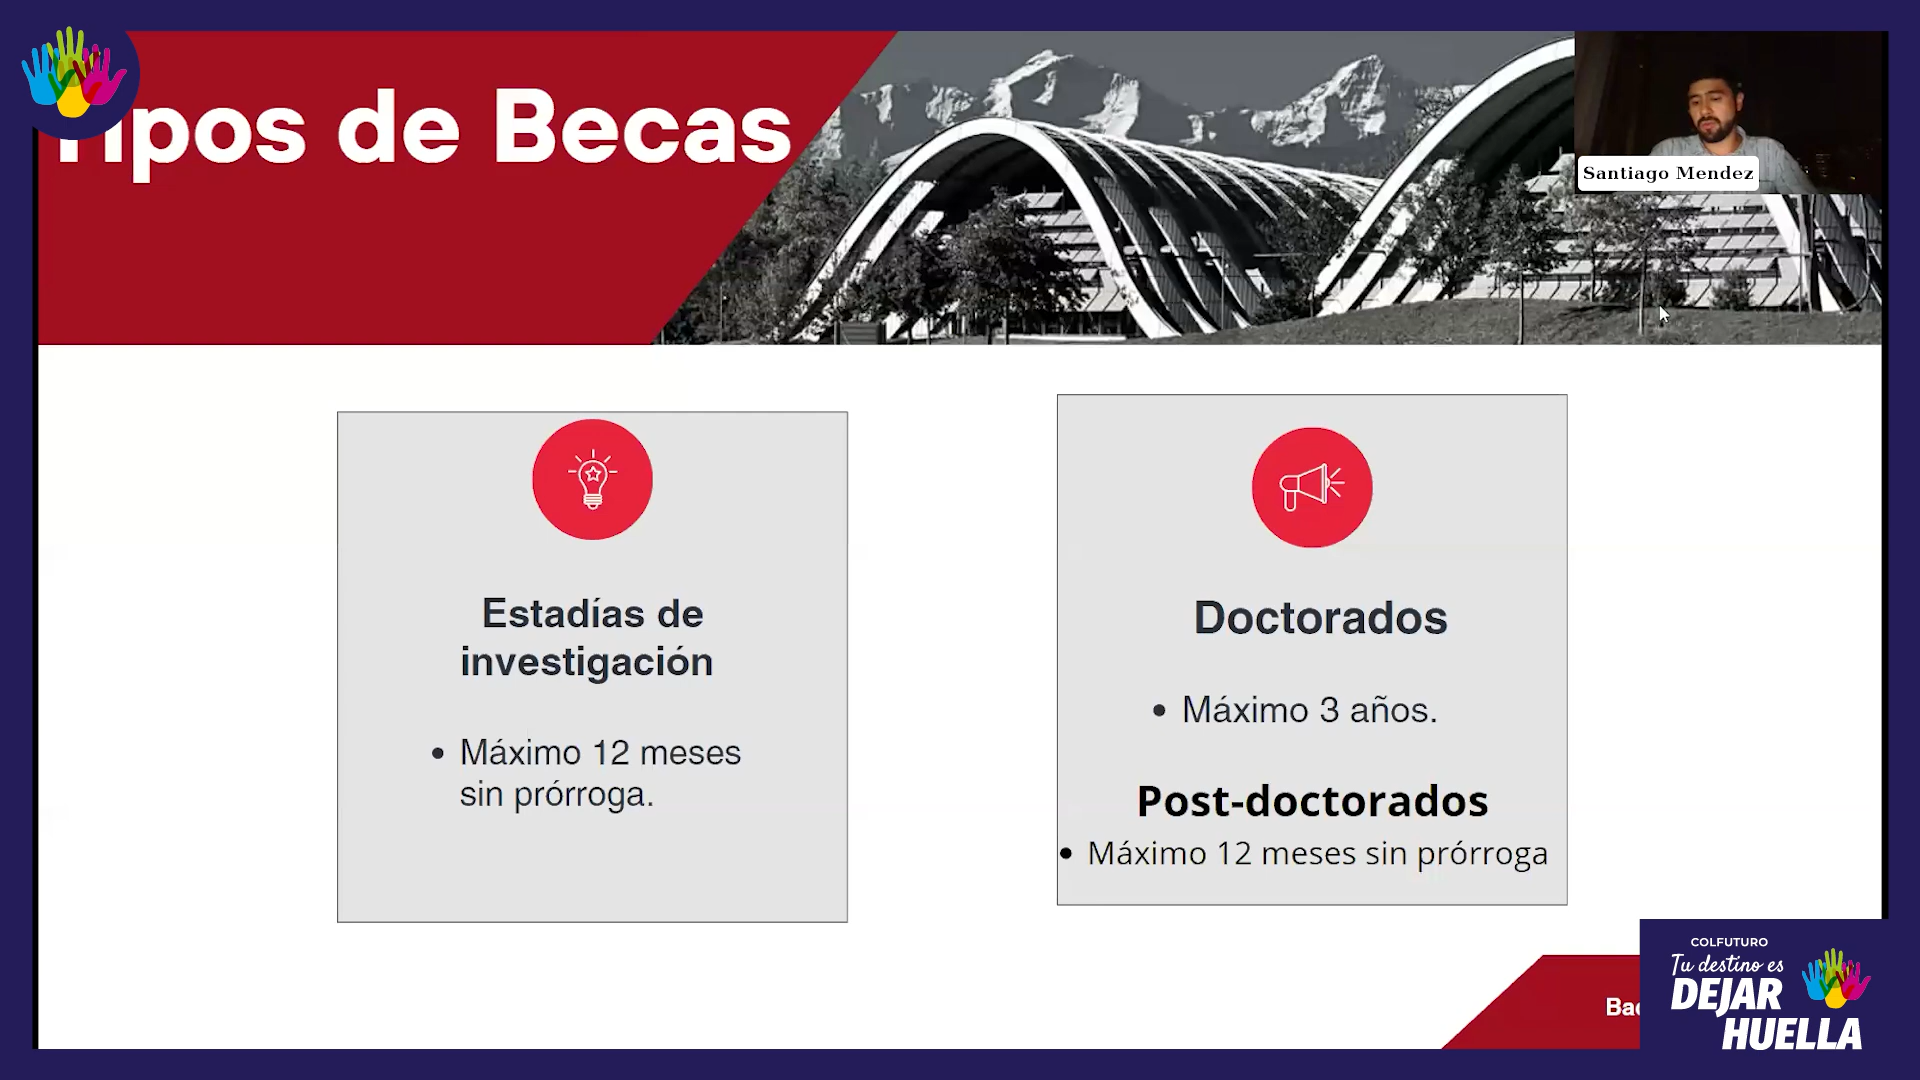 Tipos de Becas
Santiago Mendez
Estadías de
investigación
• Máximo 12 meses
sin prórroga.
Doctorados
• Máximo 3 años.
Post-doctorados
• Máximo 12 meses sin prórroga
COLFUTURO
Tu destino es
DEJAR
HUELLA